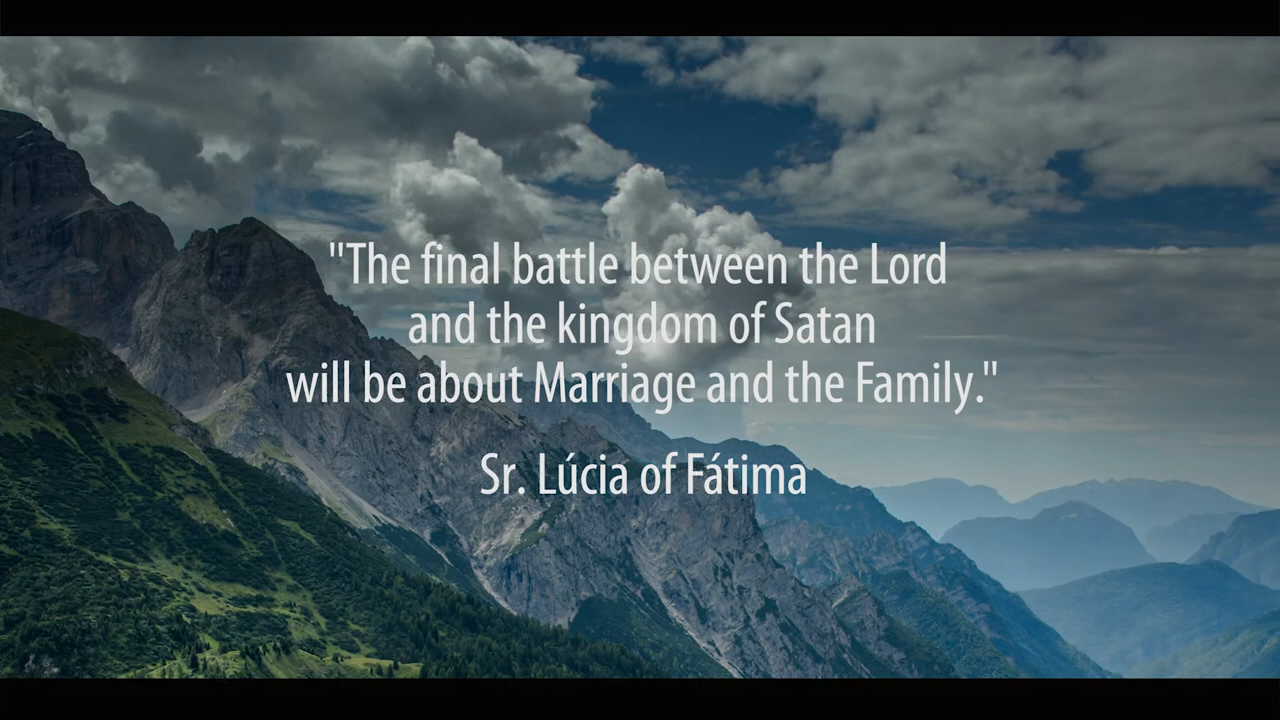 "The final battle between the Lord
and the kingdom of Satan
will be about Marriage and the Family."
Sr. Lúcia of Fátima